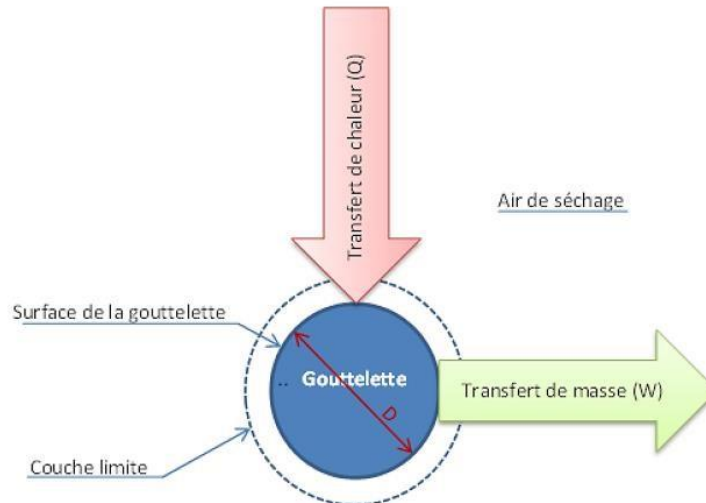 Transfert de chaleur (Q)
Air de séchage
Surface de la gouttelette
Gouttelette
D
Transfert de masse (W)
Couche limite